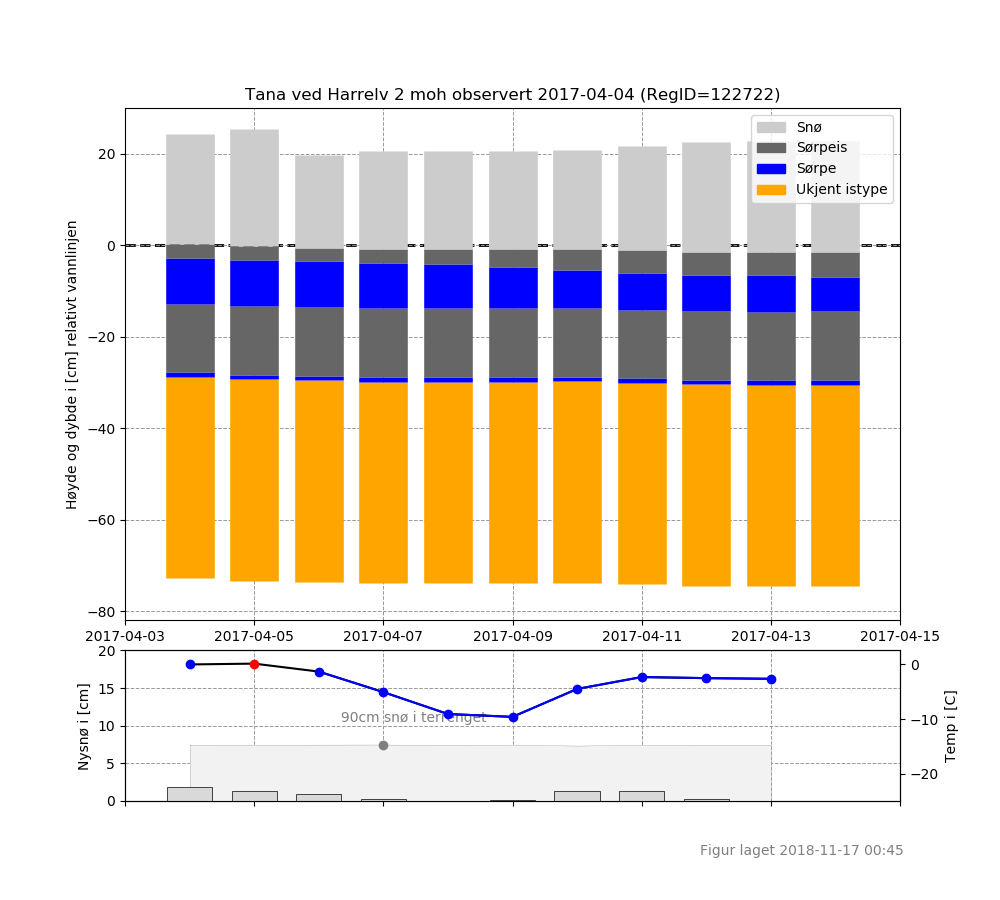 Tana ved Harrelv 2 moh observert 2017-04-04 (RegID=122722)
Høyde og dybde i [cm] relativt vannlinjen
20
0
−20
−40
−60
−80
Snø
Sørpeis
Sørpe
Ukjent istype
2017-04-03 2017-04-05 2017-04-07 2017-04-09 2017-04-11 2017-04-13 2017-04-15
Nysnø i [cm]
20
15
10
5
0
90cm snø i terrenget
0
−10
−20
Temp i [C]
Figur laget 2018-11-17 00:45